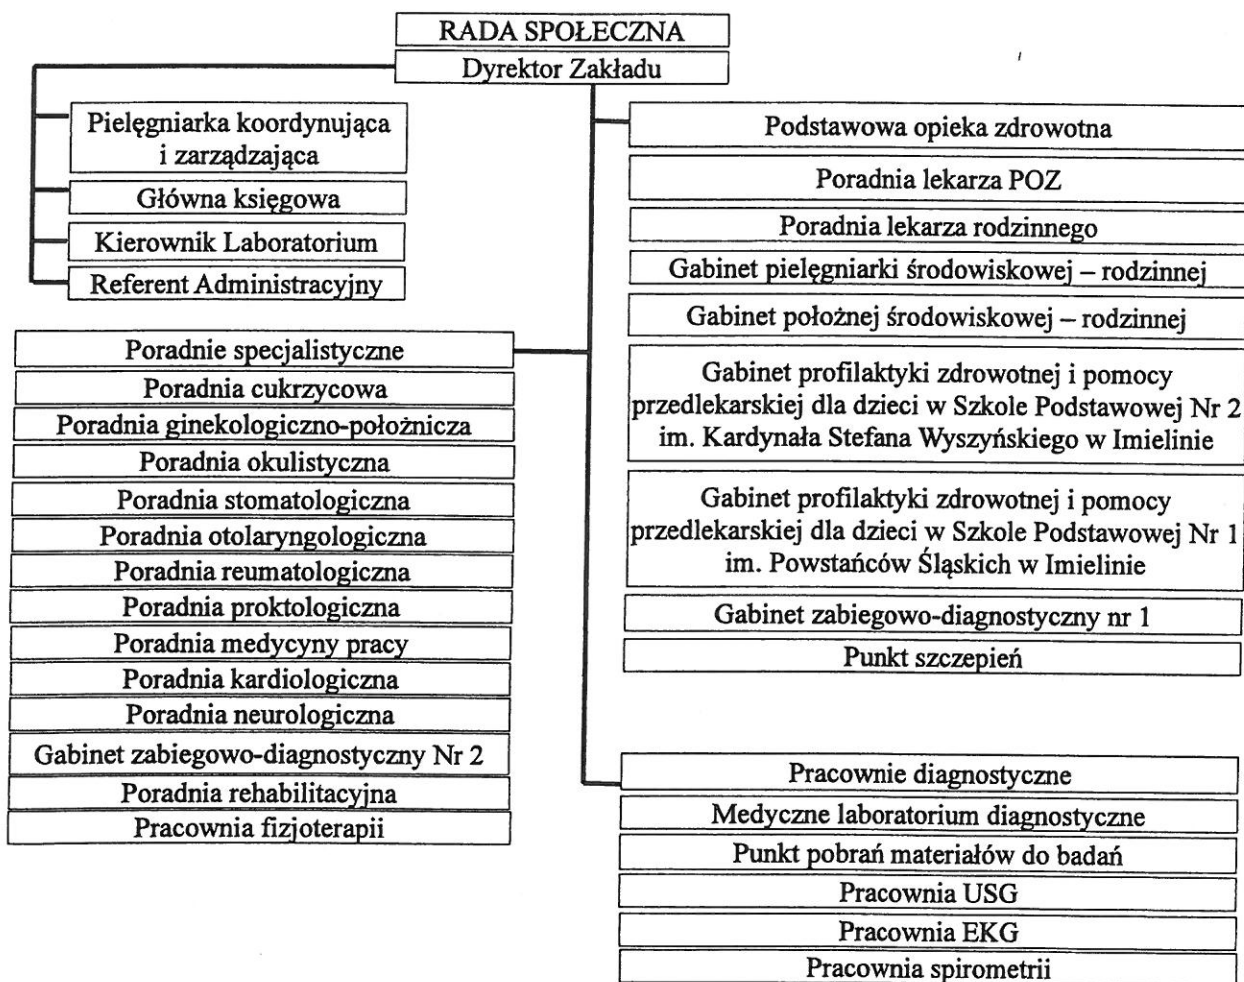 RADA SPOŁECZNA
Dyrektor Zakładu
Pielęgniarka koordynująca
i zarządzająca
Główna księgowa
Kierownik Laboratorium
Referent Administracyjny
Poradnie specjalistyczne
Poradnia cukrzycowa
Poradnia ginekologiczno-położnicza
Poradnia okulistyczna
Poradnia stomatologiczna
Poradnia otolaryngologiczna
Poradnia reumatologiczna
Poradnia proktologiczna
Poradnia medycyny pracy
Poradnia kardiologiczna
Poradnia neurologiczna
Gabinet zabiegowo-diagnostyczny Nr 2
Poradnia rehabilitacyjna
Pracownia fizjoterapii
Podstawowa opieka zdrowotna
Poradnia lekarza POZ
Poradnia lekarza rodzinnego
Gabinet pielęgniarki środowiskowej – rodzinnej
Gabinet położnej środowiskowej – rodzinnej
Gabinet profilaktyki zdrowotnej i pomocy
przedlekarskiej dla dzieci w Szkole Podstawowej Nr 2
im. Kardynała Stefana Wyszyńskiego w Imielinie
Gabinet profilaktyki zdrowotnej i pomocy
przedlekarskiej dla dzieci w Szkole Podstawowej Nr 1
im. Powstańców Śląskich w Imielinie
Gabinet zabiegowo-diagnostyczny nr 1
Punkt szczepień
Pracownie diagnostyczne
Medyczne laboratorium diagnostyczne
Punkt pobrań materiałów do badań
Pracownia USG
Pracownia EKG
Pracownia spirometrii